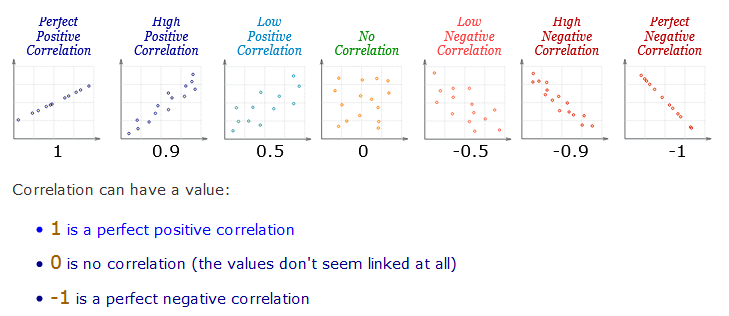 Perfect Positive Correlation
High Positive Correlation
Low Positive Correlation
No Correlation
Low Negative Correlation
High Negative Correlation
Perfect Negative Correlation
1
0.9
0.5
0
-0.5
-0.9
-1
Correlation can have a value:
• 1 is a perfect positive correlation
• 0 is no correlation (the values don't seem linked at all)
• -1 is a perfect negative correlation